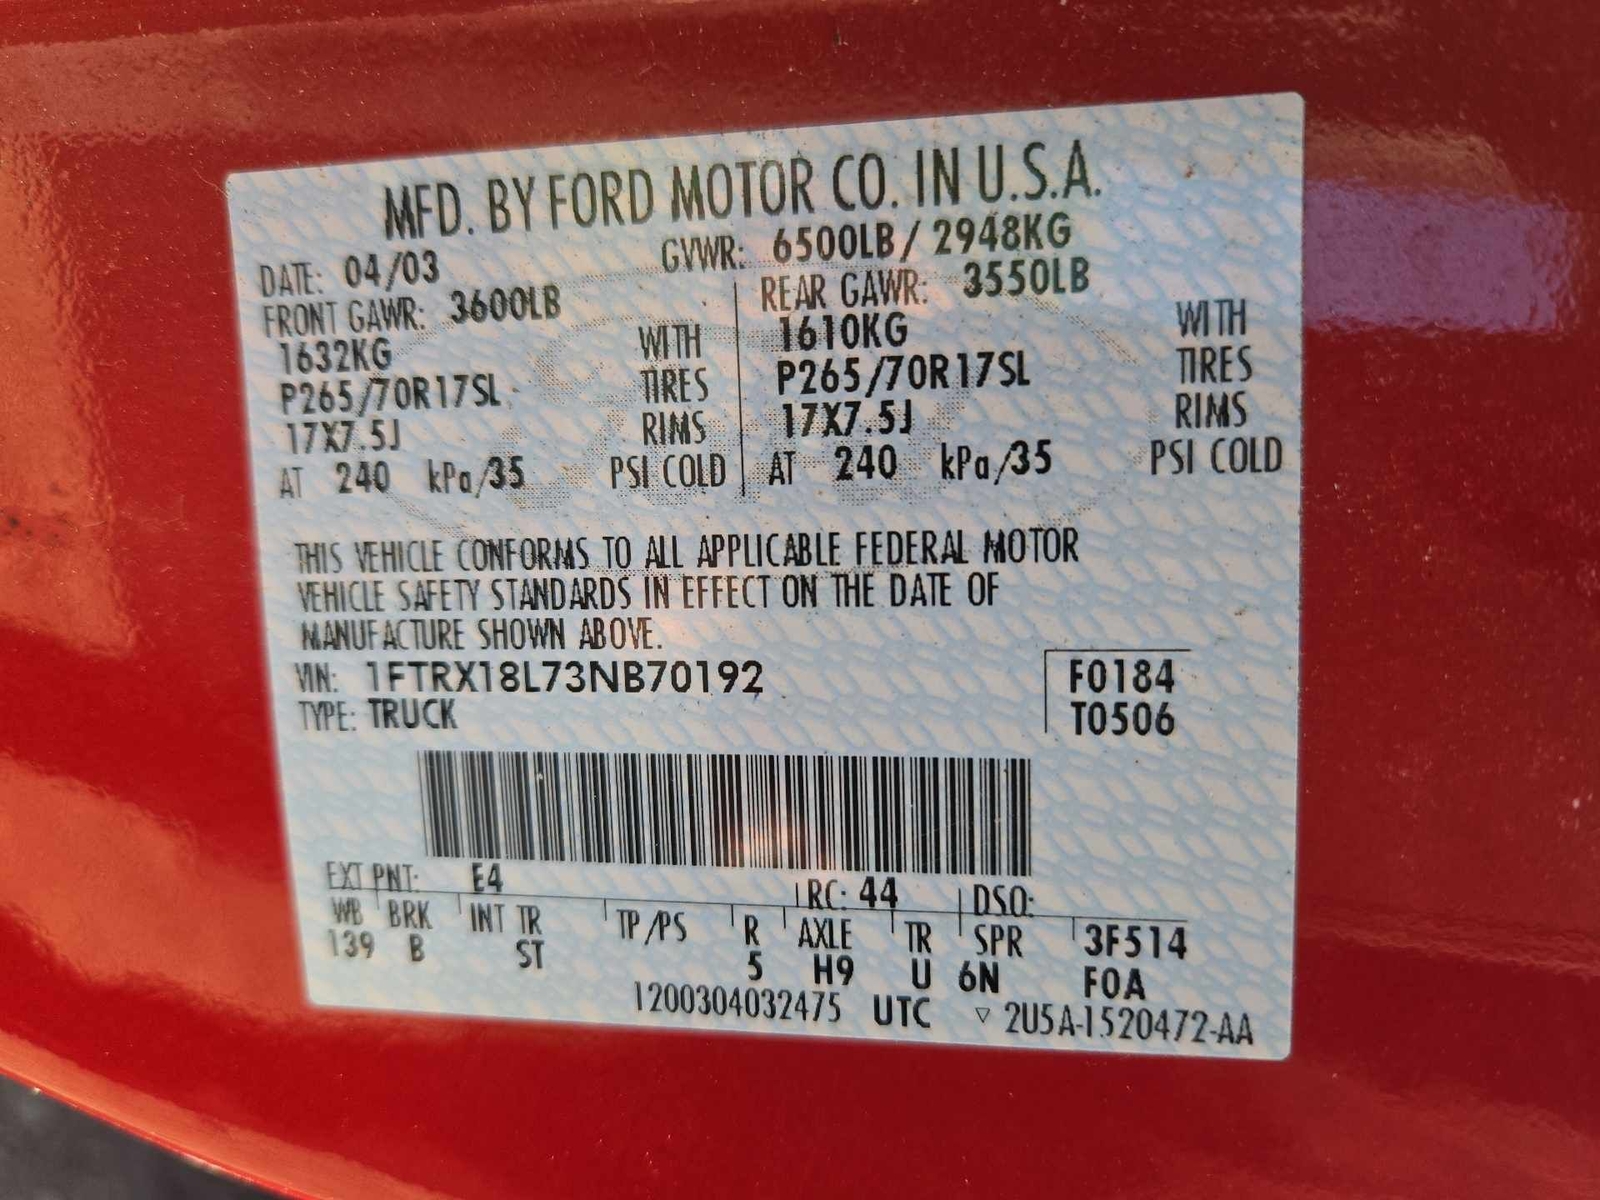 MFD. BY FORD MOTOR CO. IN U.S.A.
DATE: 04/03 GVWR: 6500LB / 2948KG
FRONT GAWR: 3600LB REAR GAWR: 3550LB
1632KG WITH 1610KG WITH
P265/70R17SL TIRES P265/70R17SL TIRES
17X7.5J RIMS 17X7.5J RIMS
AT 240 kPa/35 PSI COLD AT 240 kPa/35 PSI COLD
THIS VEHICLE CONFORMS TO ALL APPLICABLE FEDERAL MOTOR
VEHICLE SAFETY STANDARDS IN EFFECT ON THE DATE OF
MANUFACTURE SHOWN ABOVE.
VIN: 1FTRX18L73NB70192 F0184
TYPE: TRUCK T0506
EXT PNT: E4 RC: 44 DSO:
WB BRK INT TR TP/PS R AXLE TR SPR 3F514
139 B ST 5 H9 U 6N F0A
1200304032475 UTC ▽ 2U5A-1520472-AA